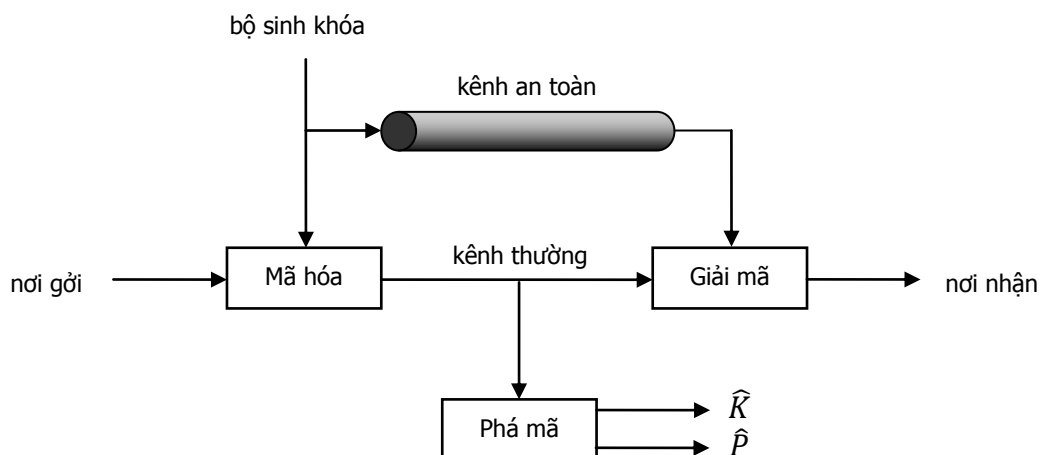 bộ sinh khóa
kênh an toàn
nơi gởi
Mã hóa
kênh thường
Giải mã
nơi nhận
Phá mã
K̂
P̂